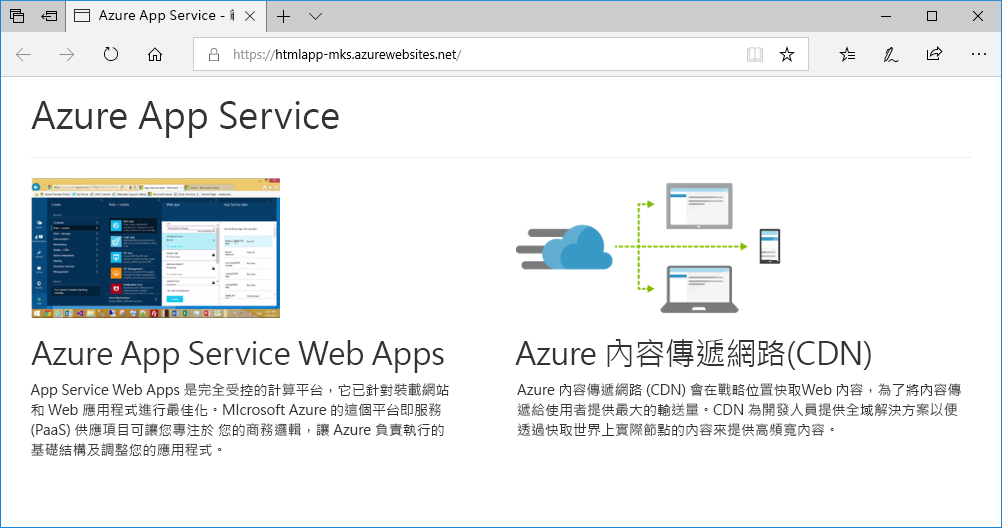 Azure App Service -
https://htmlapp-mks.azurewebsites.net/
Azure App Service
Azure App Service Web Apps
App Service Web Apps 是完全受控的計算平台，它已針對裝載網站
和 Web 應用程式進行最佳化。MIcrosoft Azure 的這個平台即服務
(PaaS) 供應項目可讓您專注於 您的商務邏輯，讓 Azure 負責執行的
基礎結構及調整您的應用程式。
Azure 內容傳遞網路(CDN)
Azure 內容傳遞網路 (CDN) 會在戰略位置快取Web 內容，為了將內容傳
遞給使用者提供最大的輸送量。CDN 為開發人員提供全域解決方案以便
透過快取世界上實際節點的內容來提供高頻寬內容。